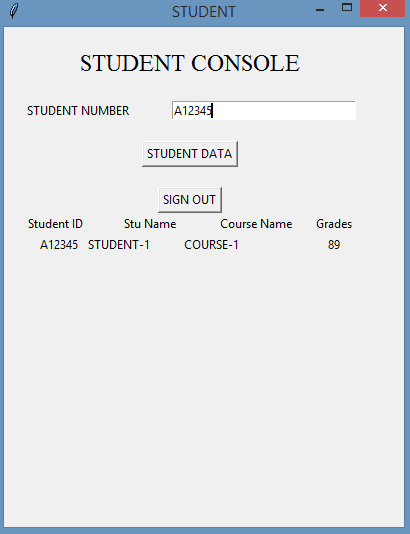 STUDENT
STUDENT CONSOLE
STUDENT NUMBER A12345
STUDENT DATA
SIGN OUT
Student ID Stu Name Course Name Grades
A12345 STUDENT-1 COURSE-1 89